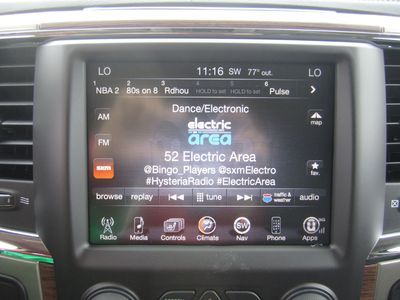 LO 11:16 SW 77° out. LO
1 2 3 4 5 6
NBA 2 80s on 8 Rdhou HOLD to set HOLD to set Pulse
Dance/Electronic
AM
electric
area
map
FM
52 Electric Area
@Bingo_Players @sxmElectro
SXM
fav.
#HysteriaRadio #ElectricArea
browse replay tune traffic & weather audio
Radio Media Controls Climate SW Nav Phone Apps